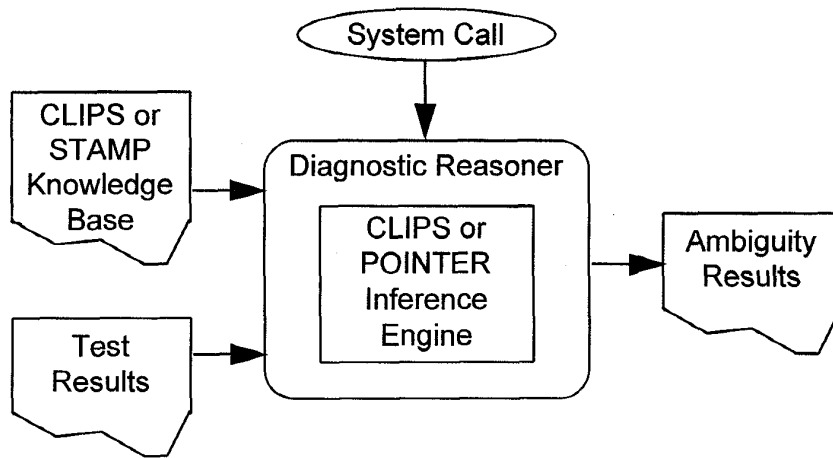 System Call
CLIPS or
STAMP
Knowledge
Base
Diagnostic Reasoner
CLIPS or
POINTER
Inference
Engine
Ambiguity
Results
Test
Results